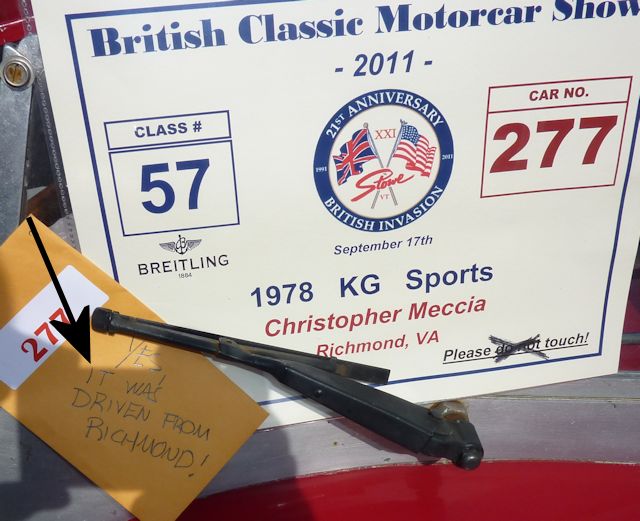 British Classic Motorcar Show
- 2011 -
CLASS #
57
21ST ANNIVERSARY
XXI
1991
2011
Stowe
VT
BRITISH INVASION
CAR NO.
277
BREITLING
1884
September 17th
1978 KG Sports
Christopher Meccia
Richmond, VA
Please do not touch!
277
YES
IT WAS
DRIVEN FROM
RICHMOND!